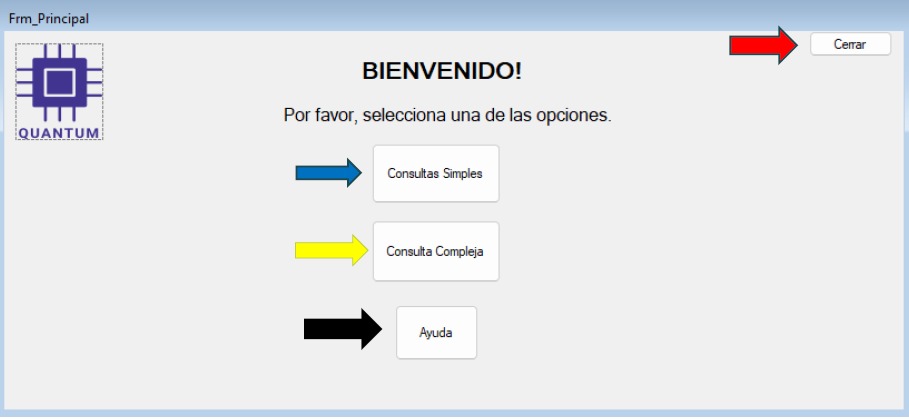 Frm_Principal
Cerrar
QUANTUM
BIENVENIDO!
Por favor, selecciona una de las opciones.
Consultas Simples
Consulta Compleja
Ayuda